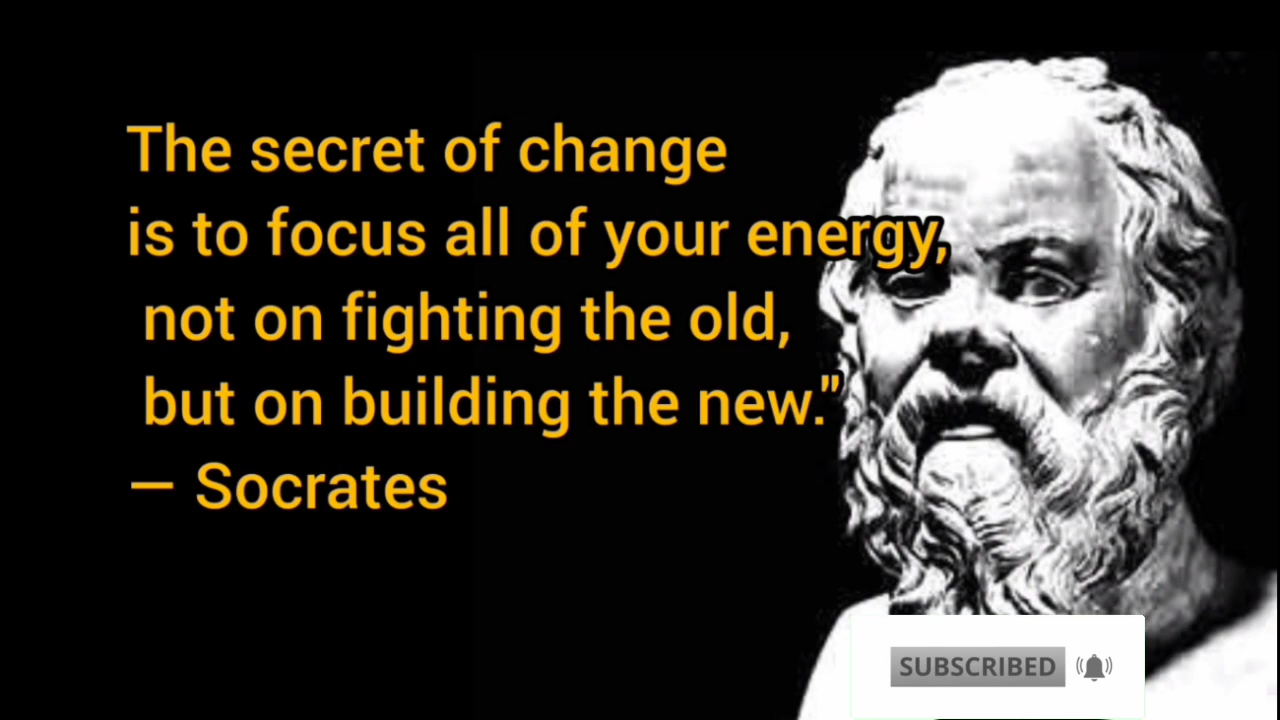 The secret of change
is to focus all of your energy,
not on fighting the old,
but on building the new."
— Socrates
SUBSCRIBED